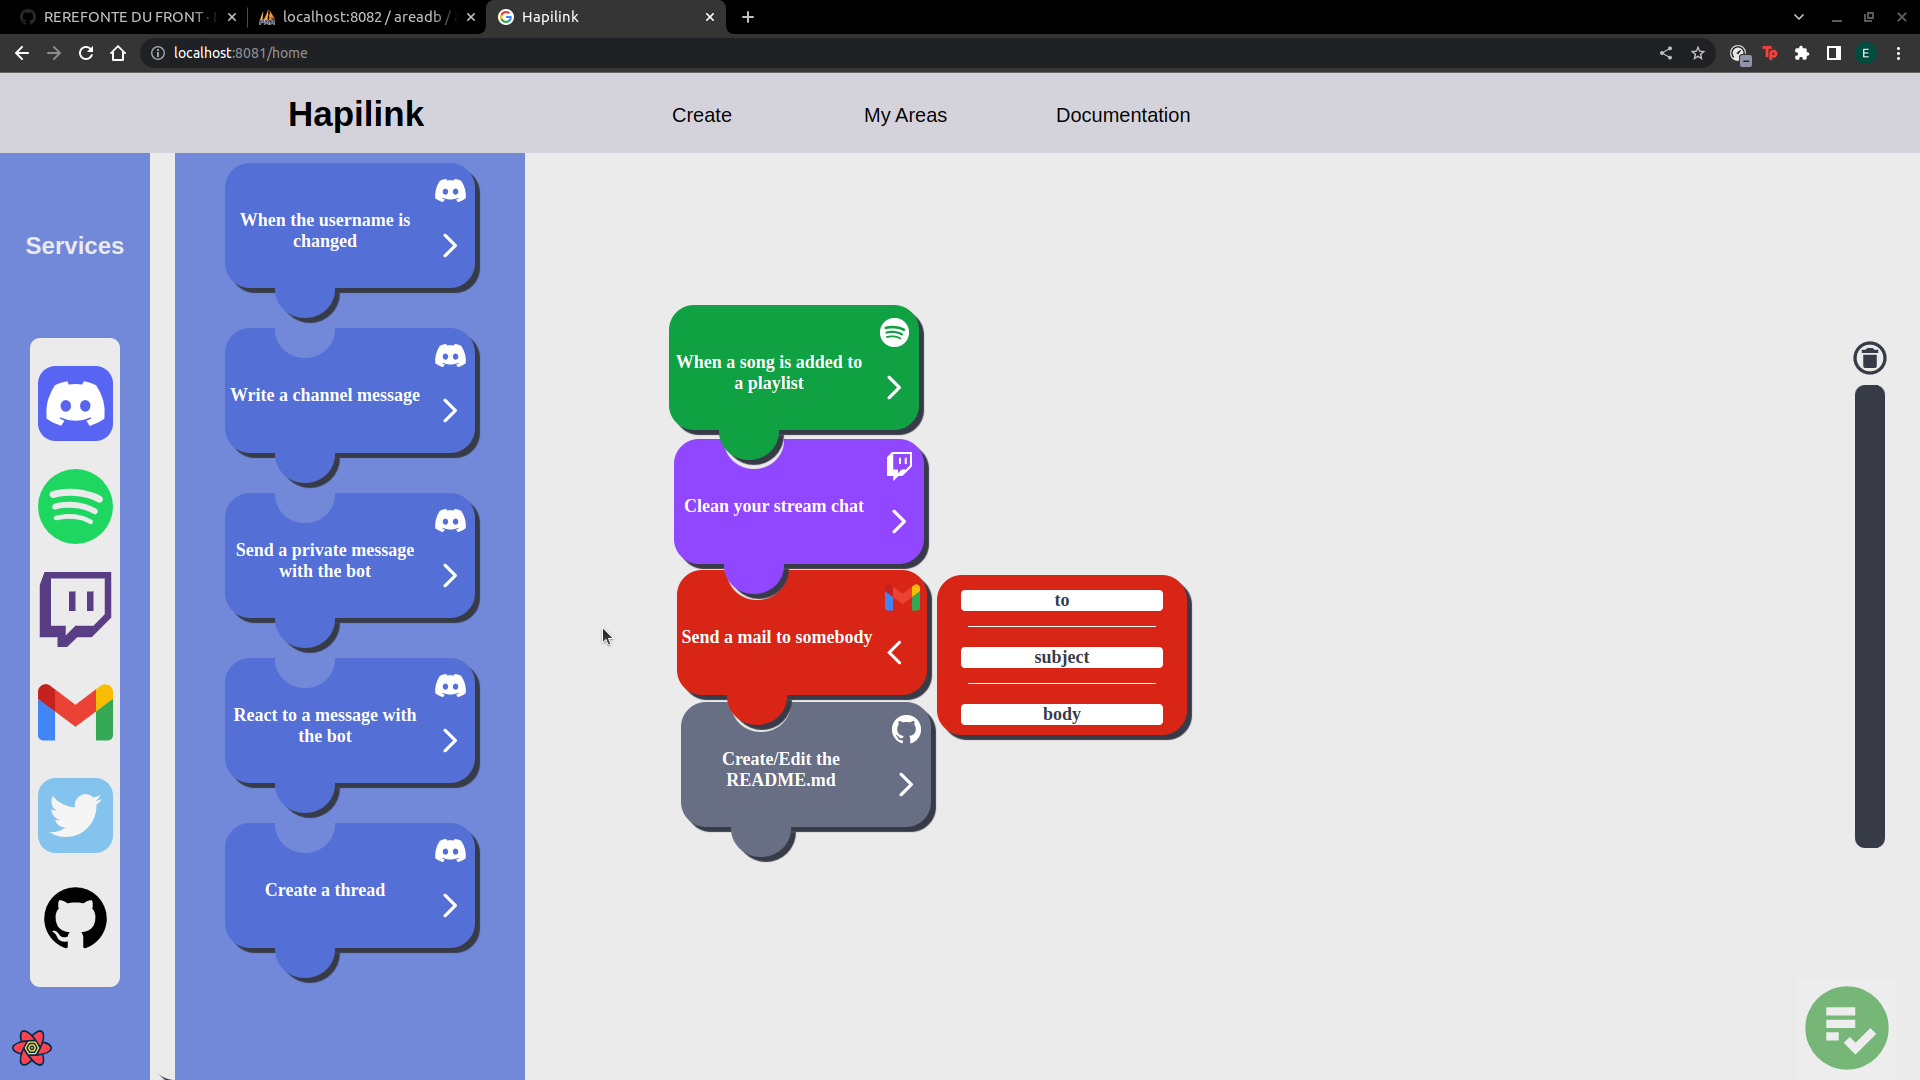 REREFONTE DU FRONT ·
localhost:8082 / areadb /
Hapilink
localhost:8081/home
Tp
E
Hapilink
Create
My Areas
Documentation
Services
When the username is
changed
Write a channel message
Send a private message
with the bot
React to a message with
the bot
Create a thread
When a song is added to
a playlist
Clean your stream chat
Send a mail to somebody
to
subject
body
Create/Edit the
README.md